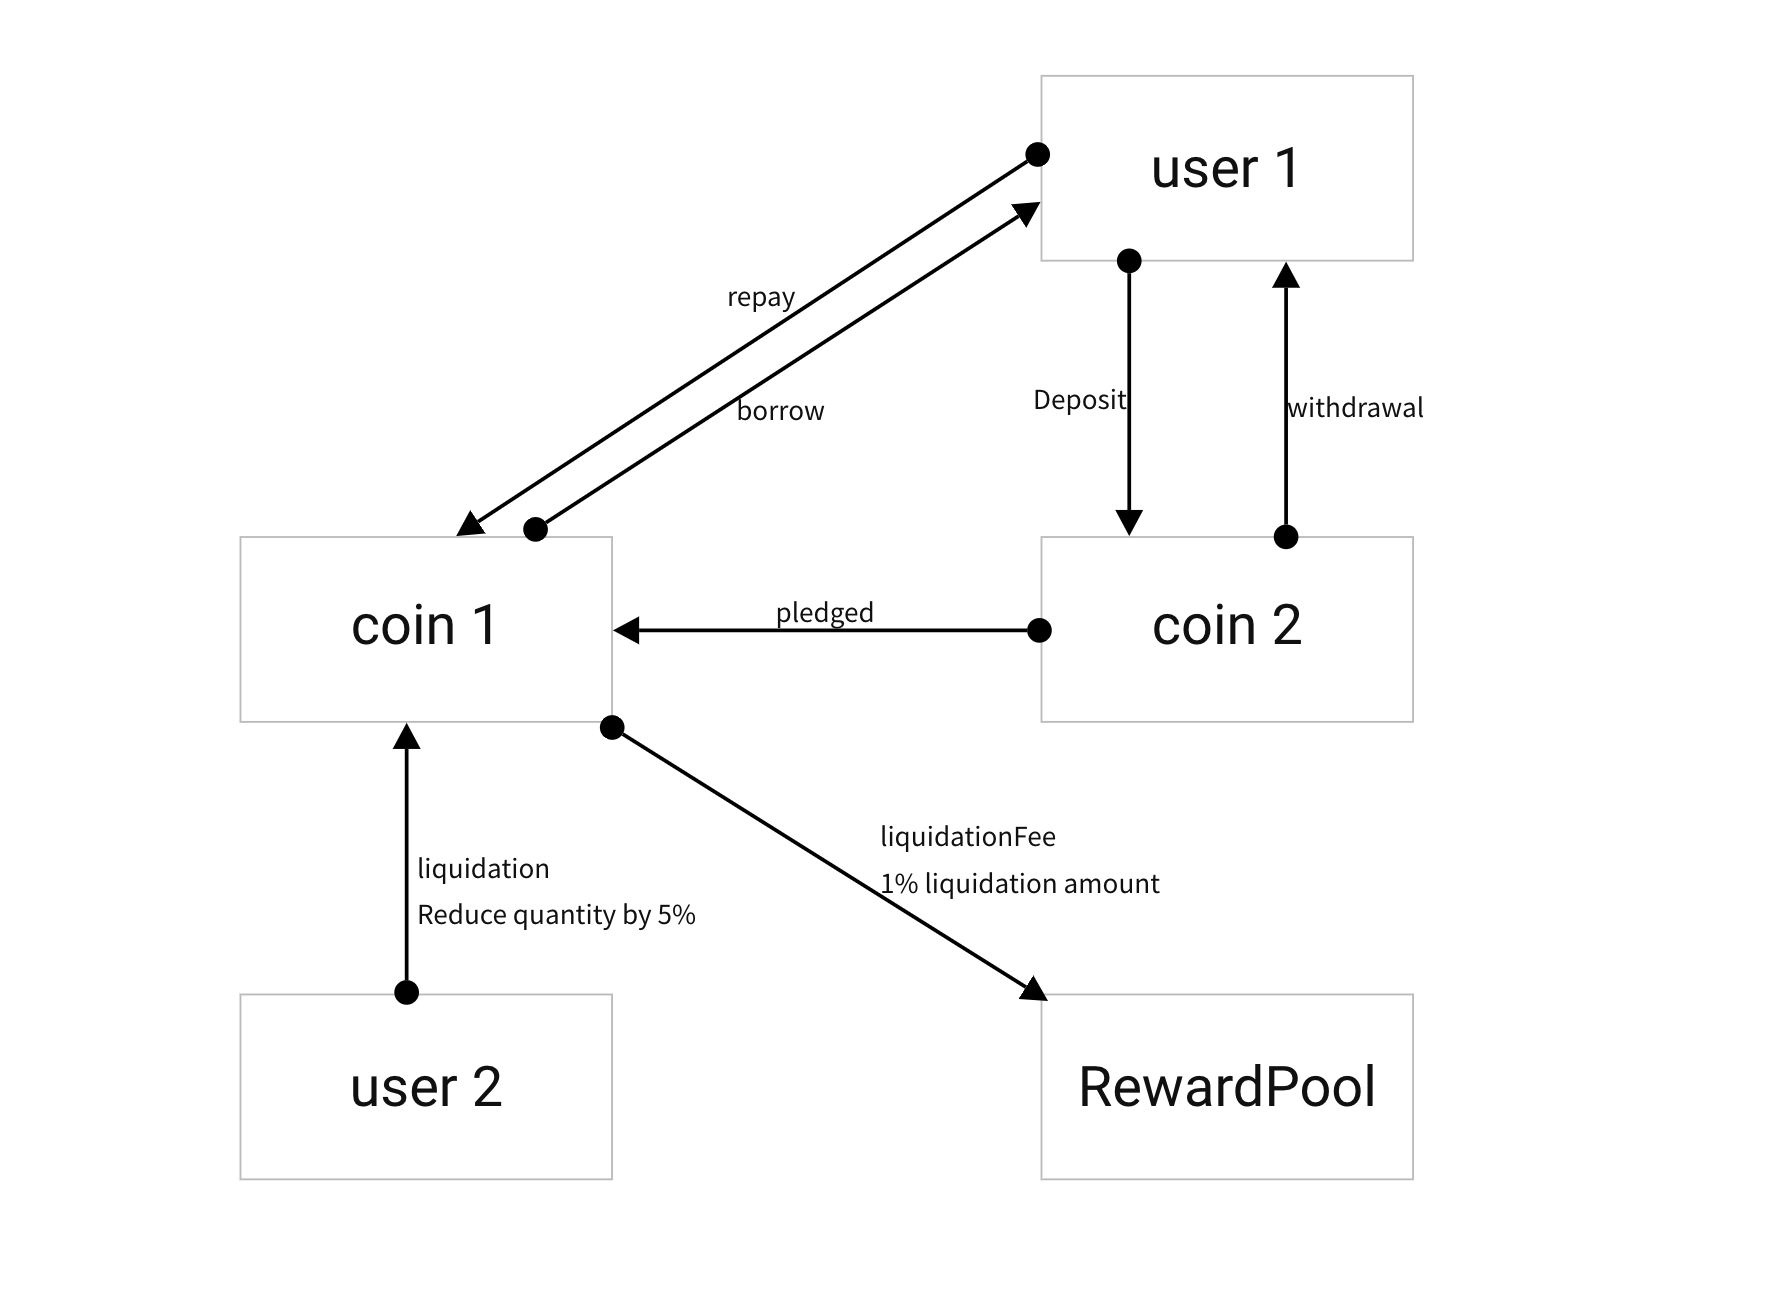 user 1
repay
borrow
Deposit
withdrawal
coin 1
pledged
coin 2
liquidation
Reduce quantity by 5%
liquidationFee
1% liquidation amount
user 2
RewardPool